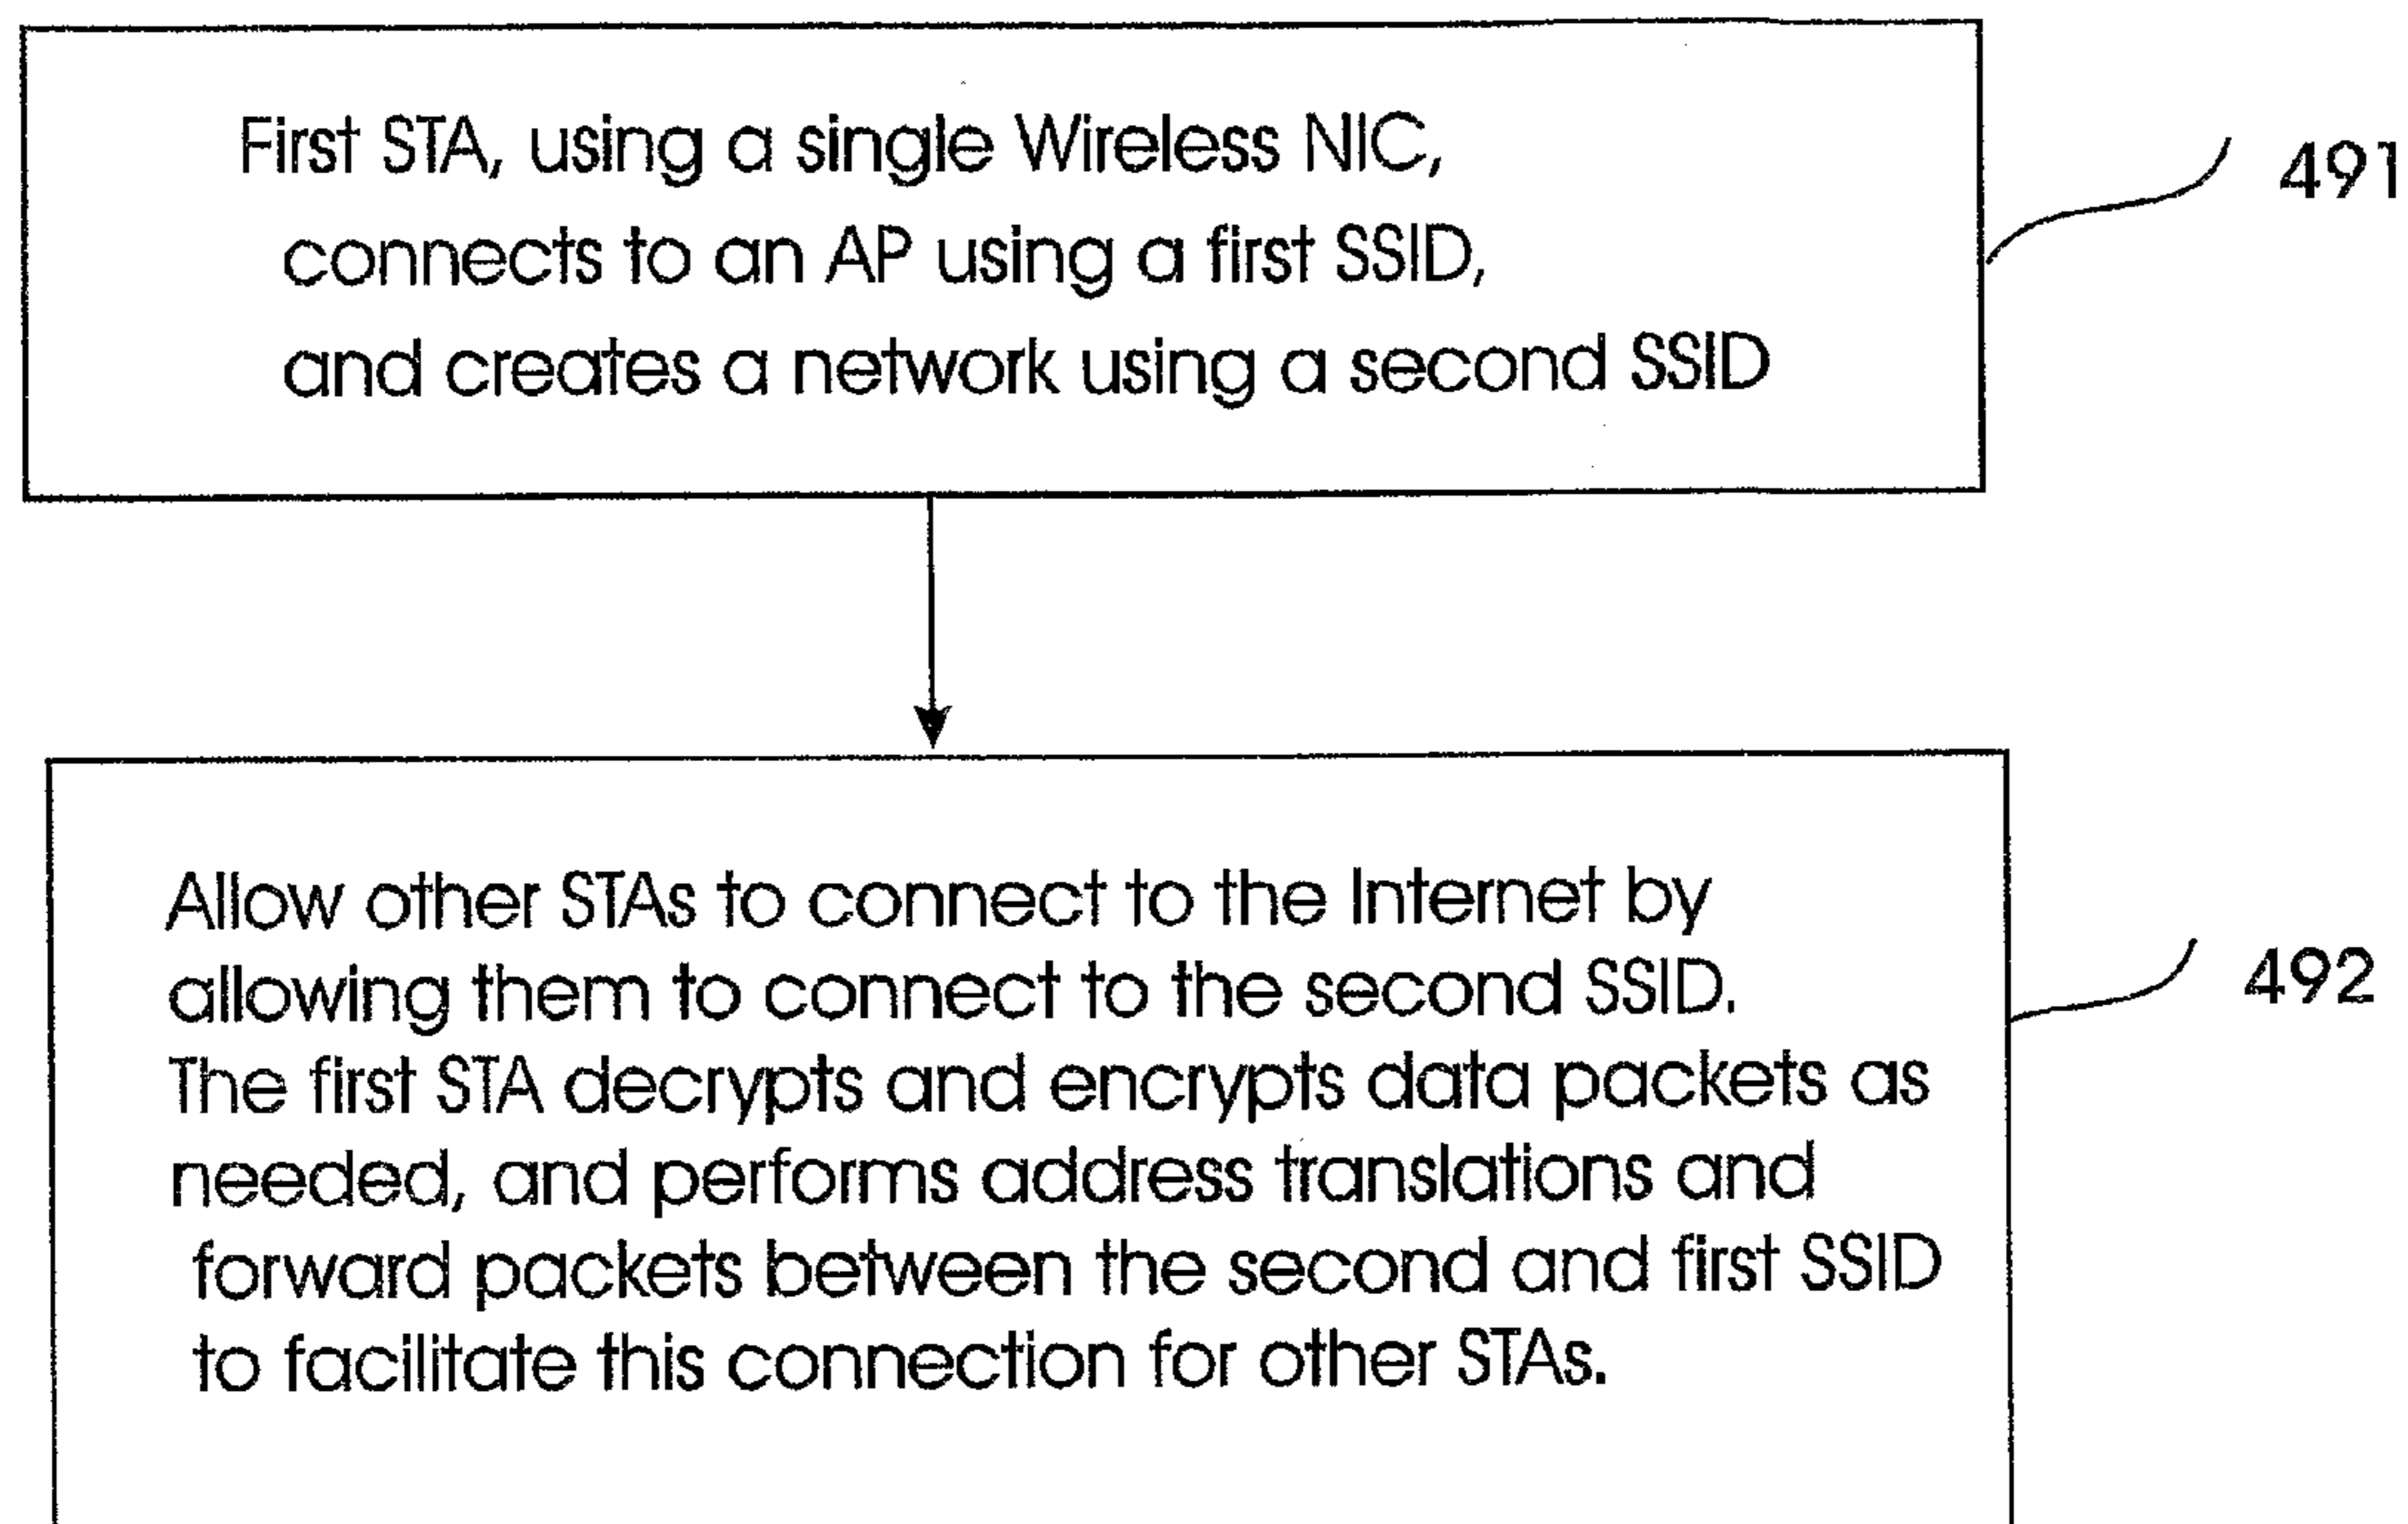 First STA, using a single Wireless NIC,
connects to an AP using a first SSID,
and creates a network using a second SSID
491
Allow other STAs to connect to the Internet by
allowing them to connect to the second SSID.
The first STA decrypts and encrypts data packets as
needed, and performs address translations and
forward packets between the second and first SSID
to facilitate this connection for other STAs.
492